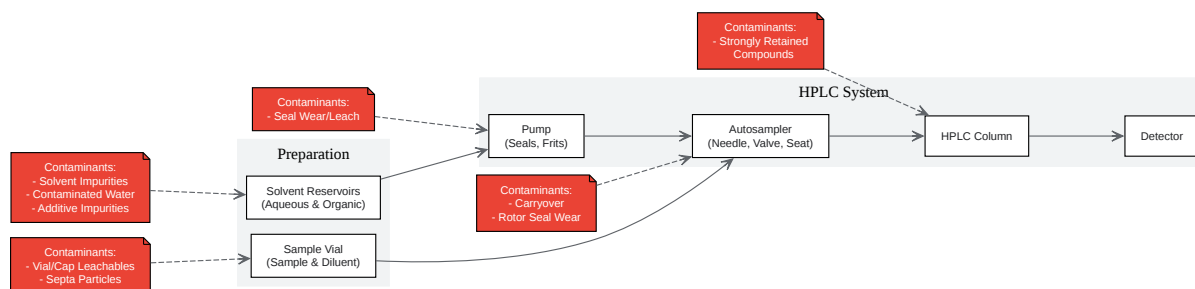 Contaminants:
- Strongly Retained
Compounds
HPLC System
Contaminants:
- Seal Wear/Leach
Pump
(Seals, Frits)
Autosampler
(Needle, Valve, Seat)
HPLC Column
Detector
Preparation
Contaminants:
- Solvent Impurities
- Contaminated Water
- Additive Impurities
Solvent Reservoirs
(Aqueous & Organic)
Contaminants:
- Carryover
- Rotor Seal Wear
Contaminants:
- Vial/Cap Leachables
- Septa Particles
Sample Vial
(Sample & Diluent)